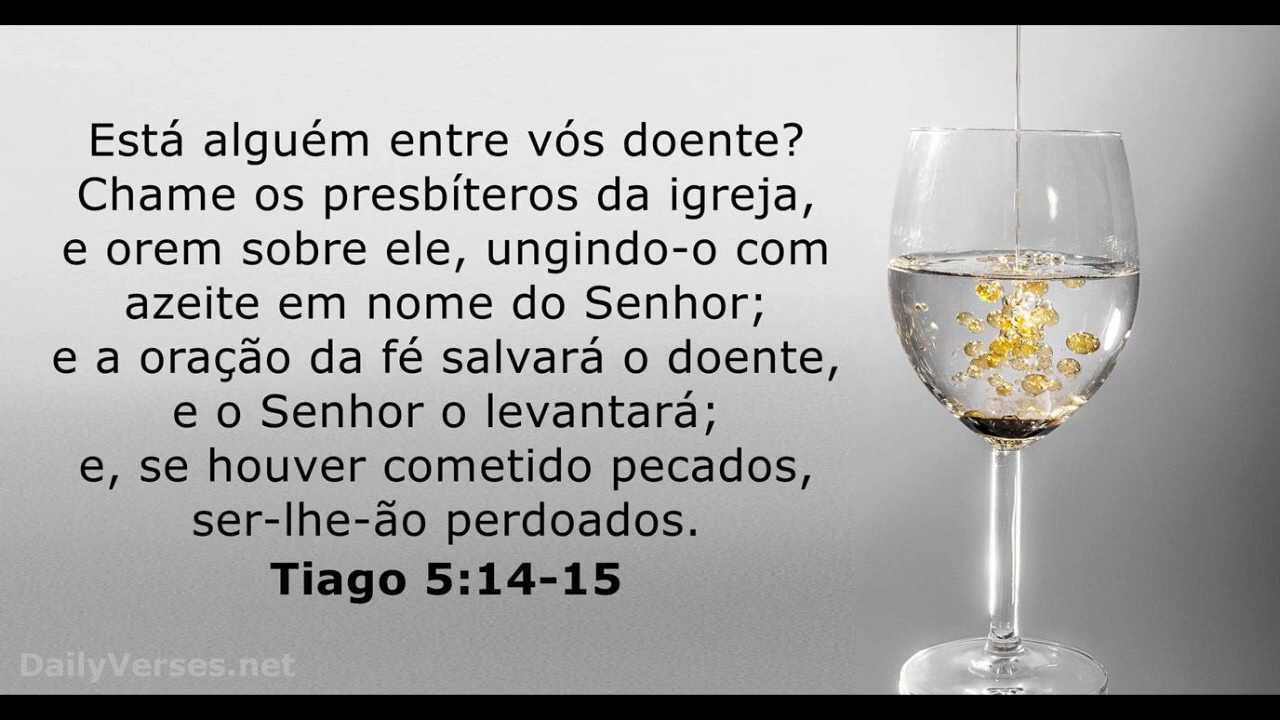 Está alguém entre vós doente?
Chame os presbíteros da igreja,
e orem sobre ele, ungindo-o com
azeite em nome do Senhor;
e a oração da fé salvará o doente,
e o Senhor o levantará;
e, se houver cometido pecados,
ser-lhe-ão perdoados.
Tiago 5:14-15
DailyVerses.net